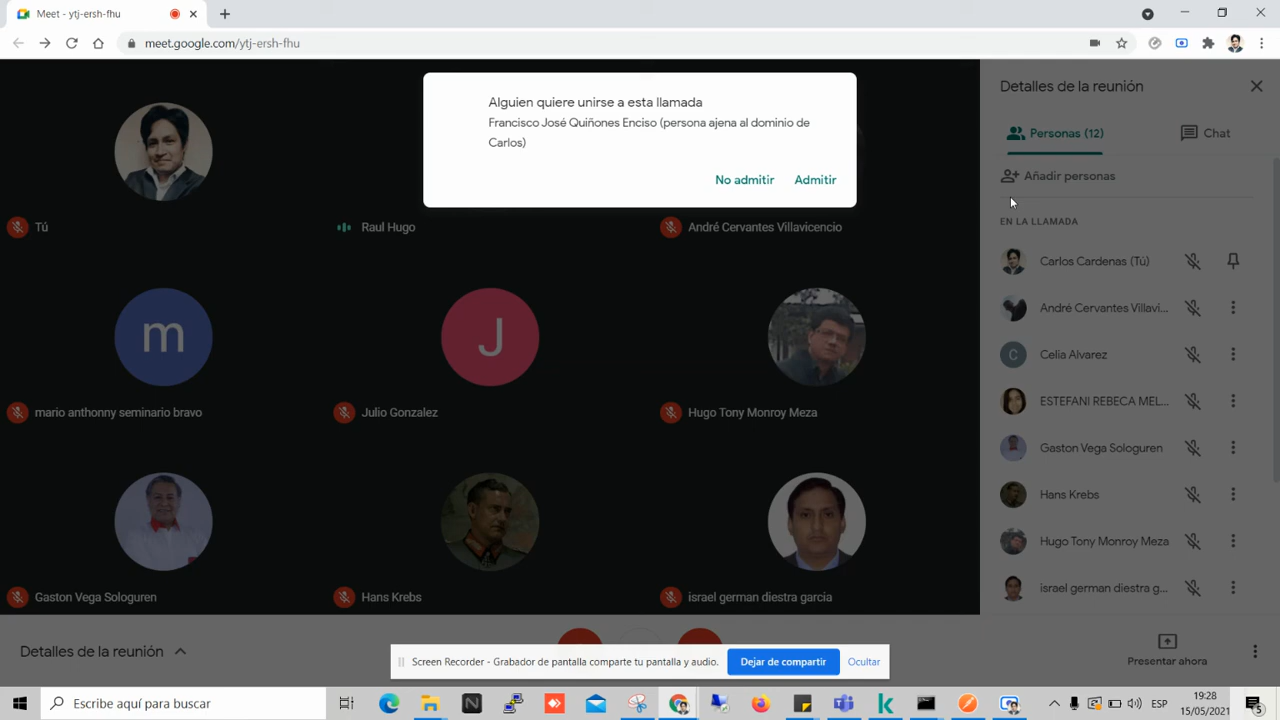 Meet - ytj-ersh-fhu
meet.google.com/ytj-ersh-fhu
Alguien quiere unirse a esta llamada
Francisco José Quiñones Enciso (persona ajena al dominio de
Carlos)
No admitir
Admitir
Tú
Raul Hugo
André Cervantes Villavicencio
m
J
mario anthonny seminario bravo
Julio Gonzalez
Hugo Tony Monroy Meza
Gaston Vega Sologuren
Hans Krebs
israel german diestra garcia
Detalles de la reunión
Personas (12)
Chat
Añadir personas
EN LA LLAMADA
Carlos Cardenas (Tú)
André Cervantes Villavi...
C
Celia Alvarez
ESTEFANI REBECA MEL...
Gaston Vega Sologuren
Hans Krebs
Hugo Tony Monroy Meza
israel german diestra g...
Detalles de la reunión
Screen Recorder - Grabador de pantalla comparte tu pantalla y audio.
Dejar de compartir
Ocultar
Presentar ahora
Escribe aquí para buscar
ESP
19:28
15/05/2021
5